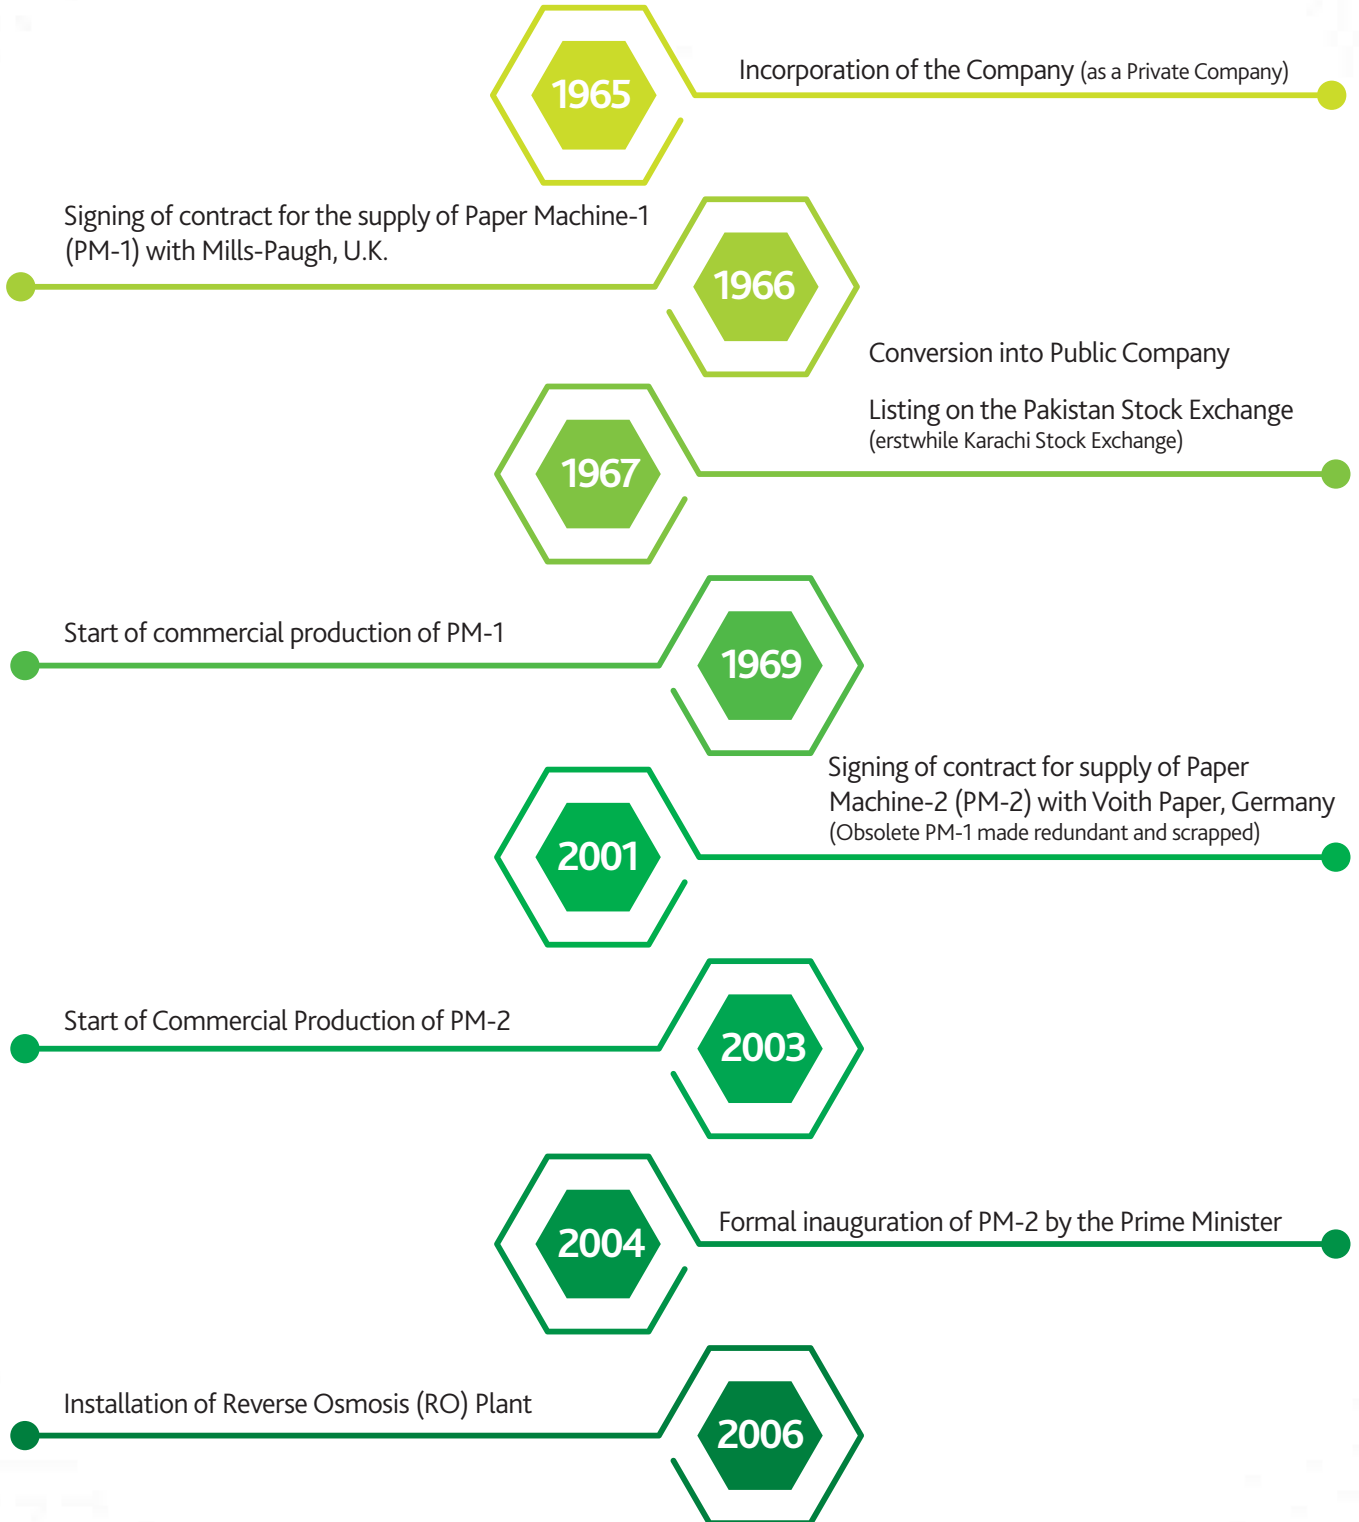 1965
Incorporation of the Company (as a Private Company)
Signing of contract for the supply of Paper Machine-1
(PM-1) with Mills-Paugh, U.K.
1966
Conversion into Public Company
Listing on the Pakistan Stock Exchange
(erstwhile Karachi Stock Exchange)
1967
Start of commercial production of PM-1
1969
Signing of contract for supply of Paper
Machine-2 (PM-2) with Voith Paper, Germany
(Obsolete PM-1 made redundant and scrapped)
2001
Start of Commercial Production of PM-2
2003
Formal inauguration of PM-2 by the Prime Minister
2004
Installation of Reverse Osmosis (RO) Plant
2006